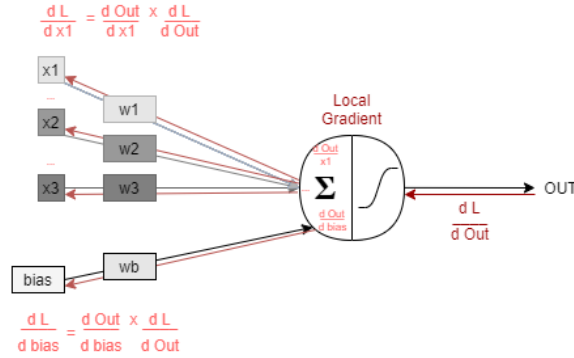 d L / d x1 = d Out / d x1 x d L / d Out
x1
...
w1
x2
w2
...
x3
w3
Local
Gradient
d Out / x1
...
Σ
d Out / d bias
OUT
d L / d Out
bias
wb
d L / d bias = d Out / d bias x d L / d Out